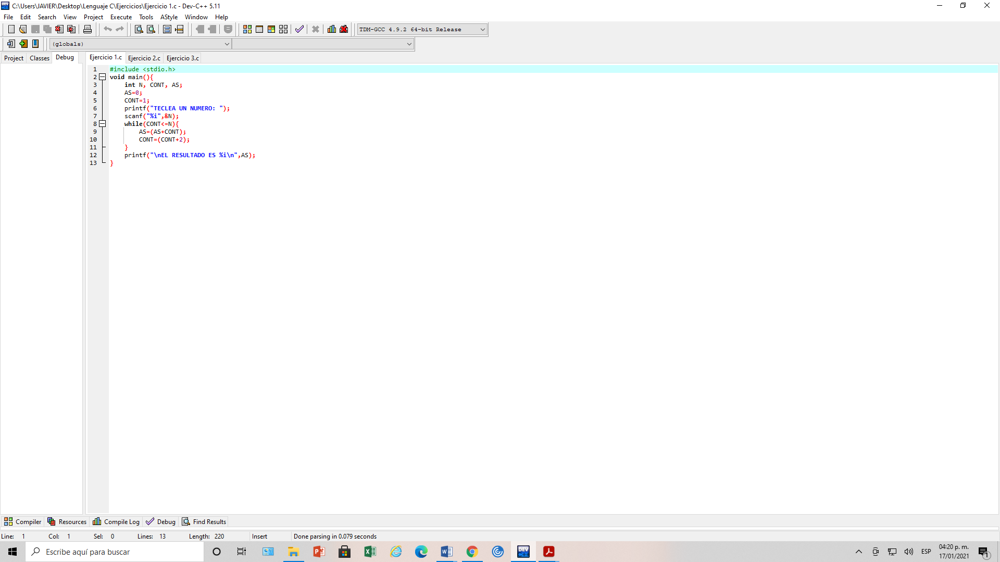 C:\Users\JAVIER\Desktop\Lenguaje C\Ejercicios\Ejercicio 1.c - Dev-C++ 5.11
File Edit Search View Project Execute Tools AStyle Window Help
TDM-GCC 4.9.2 64-bit Release
(globals)
Project Classes Debug Ejercicio 1.c Ejercicio 2.c Ejercicio 3.c
1 #include <stdio.h>
2 void main(){
3 int N, CONT, AS;
4 AS=0;
5 CONT=1;
6 printf("TECLEA UN NUMERO: ");
7 scanf("%i",&N);
8 while(CONT<=N){
9 AS=(AS+CONT);
10 CONT=(CONT+2);
11 }
12 printf("\nEL RESULTADO ES %i\n",AS);
13 }
Compiler Resources Compile Log Debug Find Results
Line: 1 Col: 1 Sel: 0 Lines: 13 Length: 220 Insert Done parsing in 0.079 seconds
Escribe aquí para buscar
ESP
04:20 p. m.
17/01/2021
1